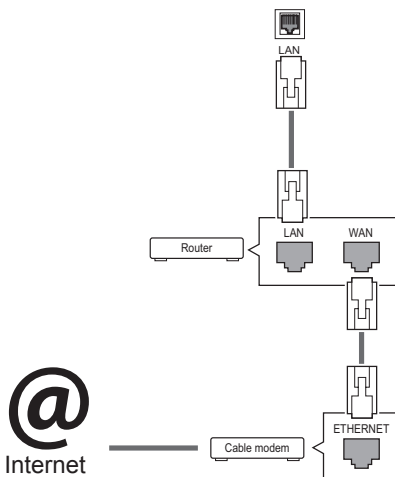 LAN
LAN WAN
Router
ETHERNET
@
Cable modem
Internet